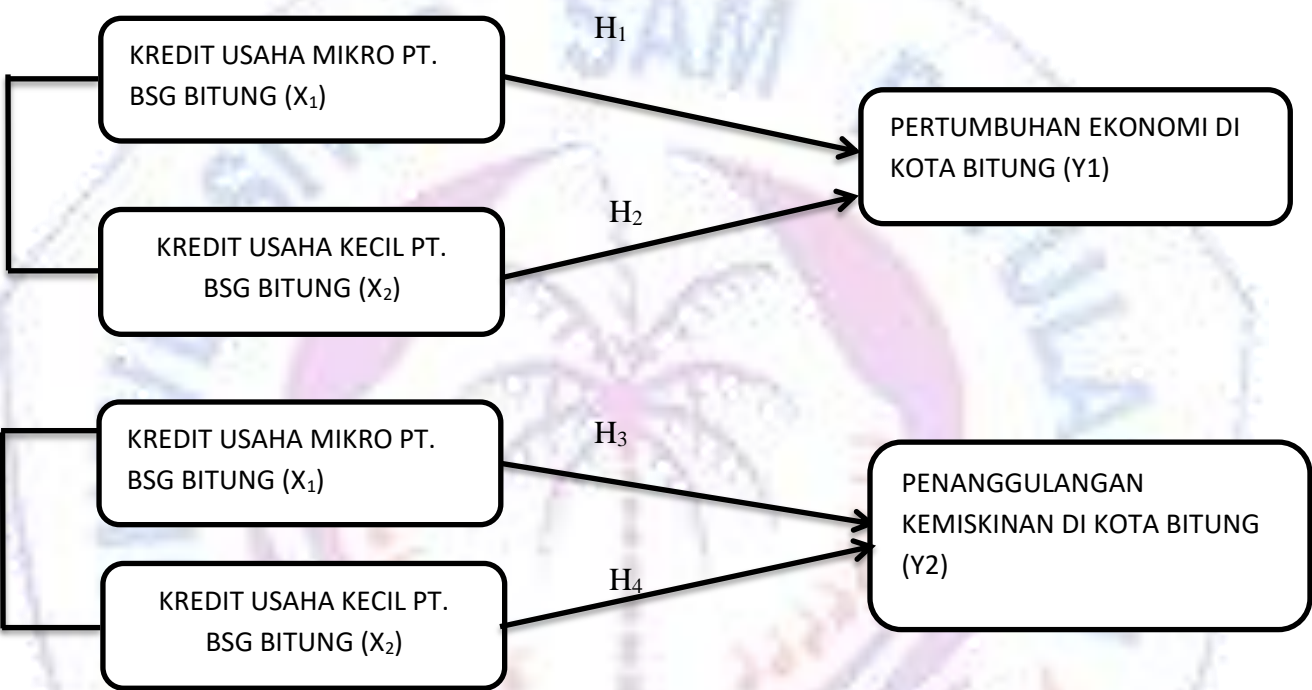 H₁
KREDIT USAHA MIKRO PT.
BSG BITUNG (X₁)
PERTUMBUHAN EKONOMI DI
KOTA BITUNG (Y1)
H₂
KREDIT USAHA KECIL PT.
BSG BITUNG (X₂)
KREDIT USAHA MIKRO PT.
BSG BITUNG (X₁)
H₃
PENANGGULANGAN
KEMISKINAN DI KOTA BITUNG
(Y2)
H₄
KREDIT USAHA KECIL PT.
BSG BITUNG (X₂)
SAM